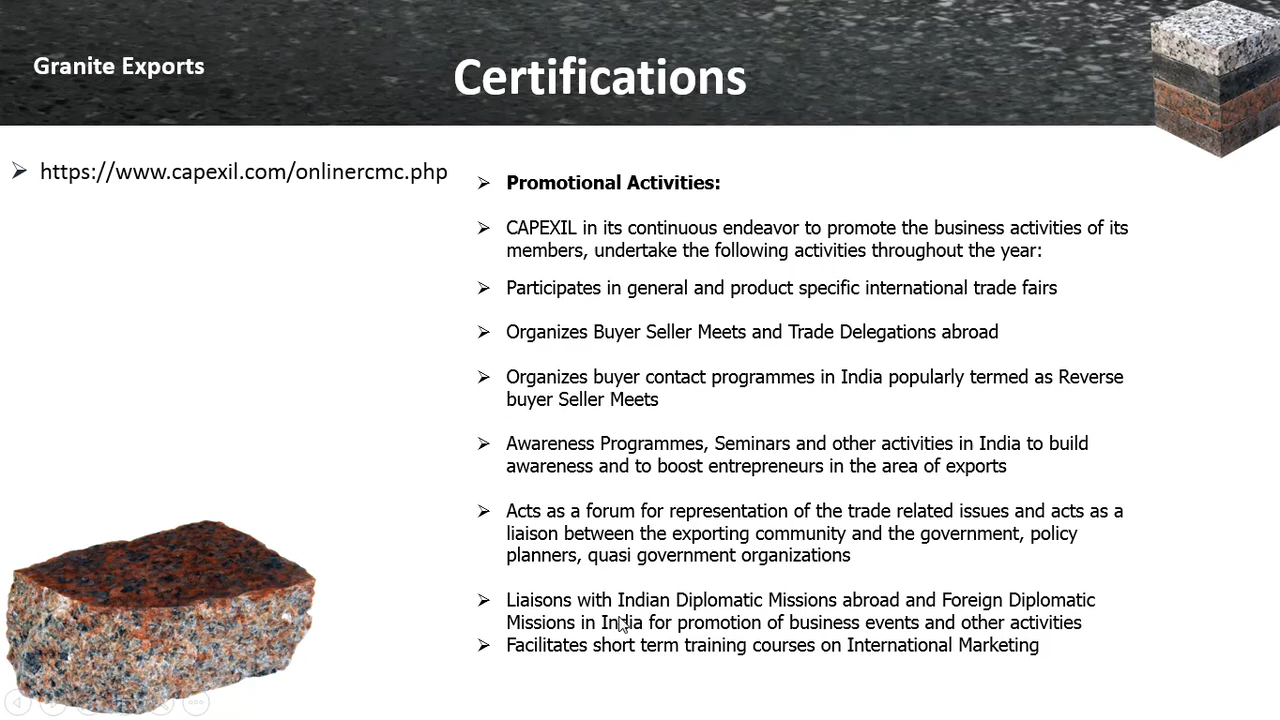 Granite Exports
Certifications
https://www.capexil.com/onlinercmc.php
Promotional Activities:
CAPEXIL in its continuous endeavor to promote the business activities of its
members, undertake the following activities throughout the year:
Participates in general and product specific international trade fairs
Organizes Buyer Seller Meets and Trade Delegations abroad
Organizes buyer contact programmes in India popularly termed as Reverse
buyer Seller Meets
Awareness Programmes, Seminars and other activities in India to build
awareness and to boost entrepreneurs in the area of exports
Acts as a forum for representation of the trade related issues and acts as a
liaison between the exporting community and the government, policy
planners, quasi government organizations
Liaisons with Indian Diplomatic Missions abroad and Foreign Diplomatic
Missions in India for promotion of business events and other activities
Facilitates short term training courses on International Marketing